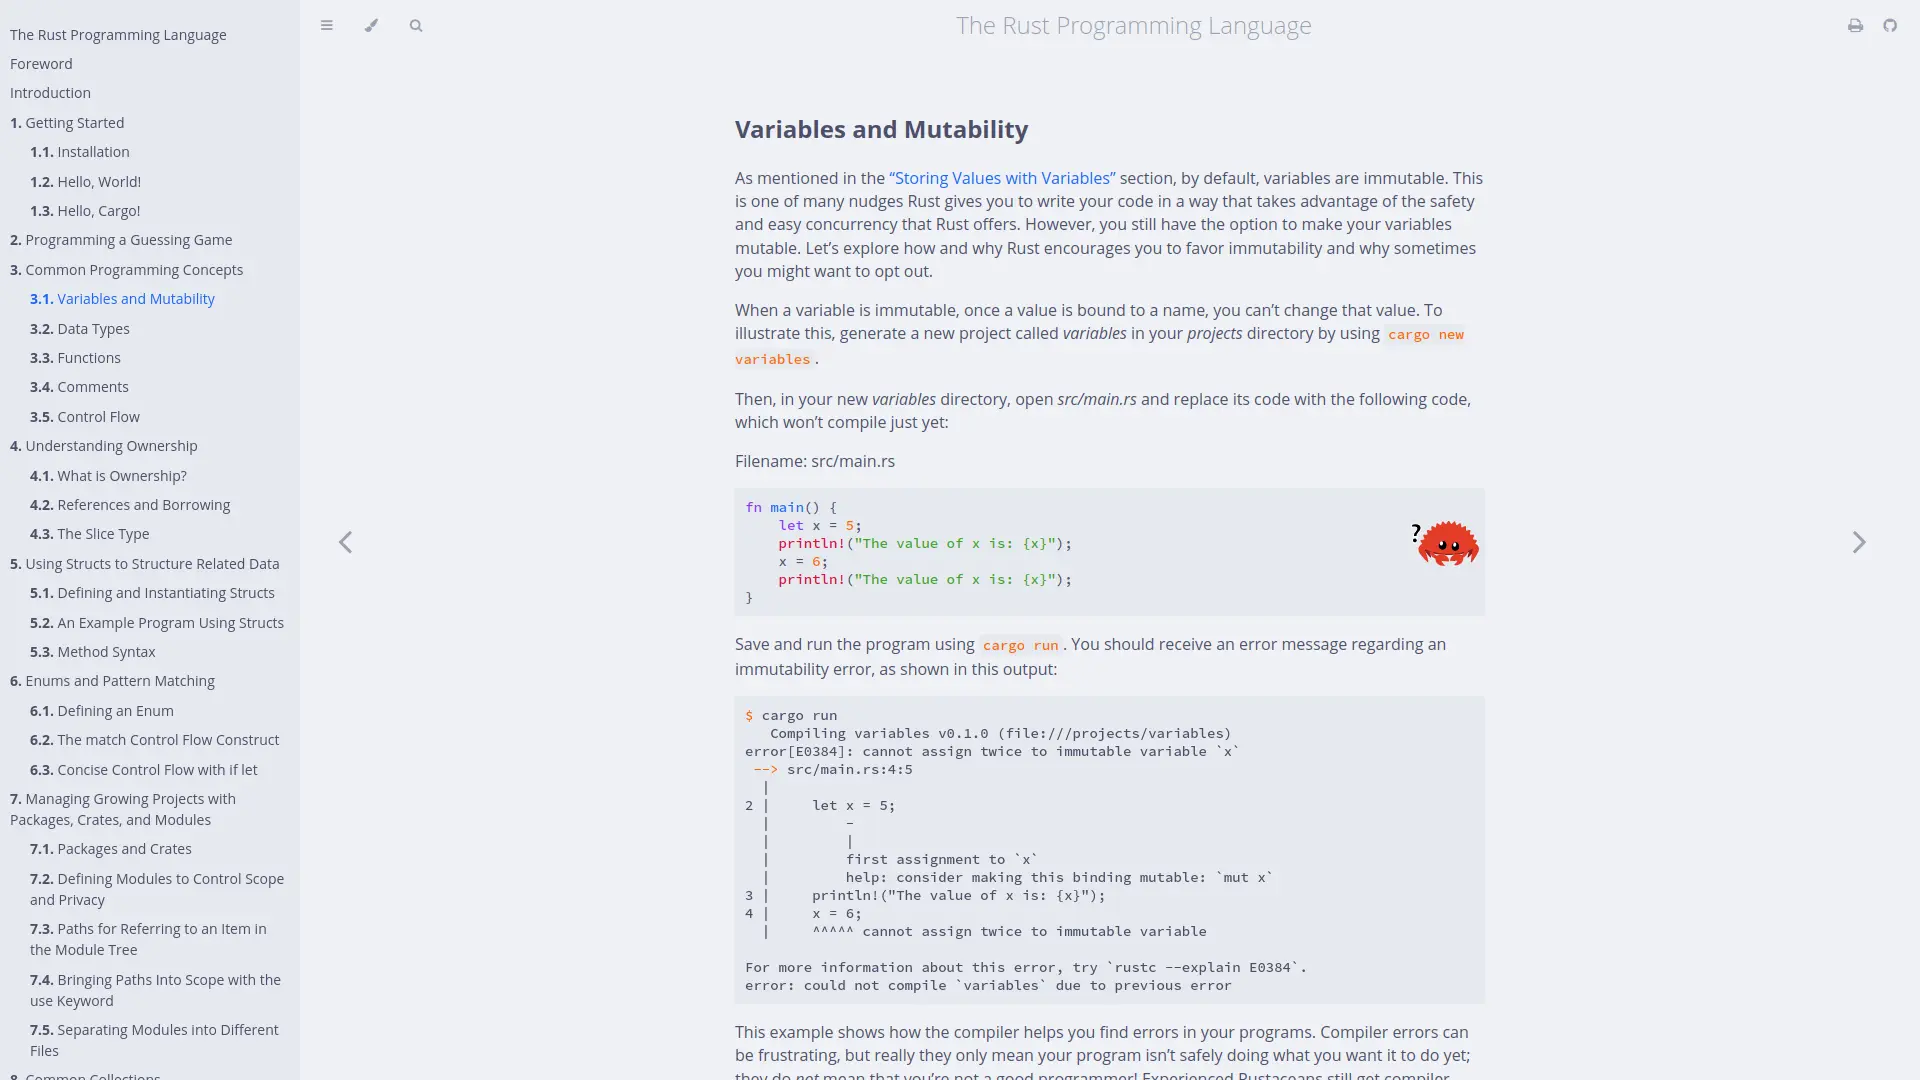 The Rust Programming Language
Foreword
Introduction
1. Getting Started
1.1. Installation
1.2. Hello, World!
1.3. Hello, Cargo!
2. Programming a Guessing Game
3. Common Programming Concepts
3.1. Variables and Mutability
3.2. Data Types
3.3. Functions
3.4. Comments
3.5. Control Flow
4. Understanding Ownership
4.1. What is Ownership?
4.2. References and Borrowing
4.3. The Slice Type
5. Using Structs to Structure Related Data
5.1. Defining and Instantiating Structs
5.2. An Example Program Using Structs
5.3. Method Syntax
6. Enums and Pattern Matching
6.1. Defining an Enum
6.2. The match Control Flow Construct
6.3. Concise Control Flow with if let
7. Managing Growing Projects with
Packages, Crates, and Modules
7.1. Packages and Crates
7.2. Defining Modules to Control Scope
and Privacy
7.3. Paths for Referring to an Item in
the Module Tree
7.4. Bringing Paths Into Scope with the
use Keyword
7.5. Separating Modules into Different
Files
8. Common Collections
The Rust Programming Language
Variables and Mutability
As mentioned in the “Storing Values with Variables” section, by default, variables are immutable. This
is one of many nudges Rust gives you to write your code in a way that takes advantage of the safety
and easy concurrency that Rust offers. However, you still have the option to make your variables
mutable. Let’s explore how and why Rust encourages you to favor immutability and why sometimes
you might want to opt out.
When a variable is immutable, once a value is bound to a name, you can’t change that value. To
illustrate this, generate a new project called variables in your projects directory by using cargo new
variables.
Then, in your new variables directory, open src/main.rs and replace its code with the following code,
which won’t compile just yet:
Filename: src/main.rs
fn main() {
    let x = 5;
    println!("The value of x is: {x}");
    x = 6;
    println!("The value of x is: {x}");
}
?
Save and run the program using cargo run. You should receive an error message regarding an
immutability error, as shown in this output:
$ cargo run
   Compiling variables v0.1.0 (file:///projects/variables)
error[E0384]: cannot assign twice to immutable variable `x`
 --> src/main.rs:4:5
  |
2 |     let x = 5;
  |         -
  |         |
  |         first assignment to `x`
  |         help: consider making this binding mutable: `mut x`
3 |     println!("The value of x is: {x}");
4 |     x = 6;
  |     ^^^^^ cannot assign twice to immutable variable
For more information about this error, try `rustc --explain E0384`.
error: could not compile `variables` due to previous error
This example shows how the compiler helps you find errors in your programs. Compiler errors can
be frustrating, but really they only mean your program isn’t safely doing what you want it to do yet;
they do not mean that you’re not a good programmer! Experienced Rustaceans still get compiler